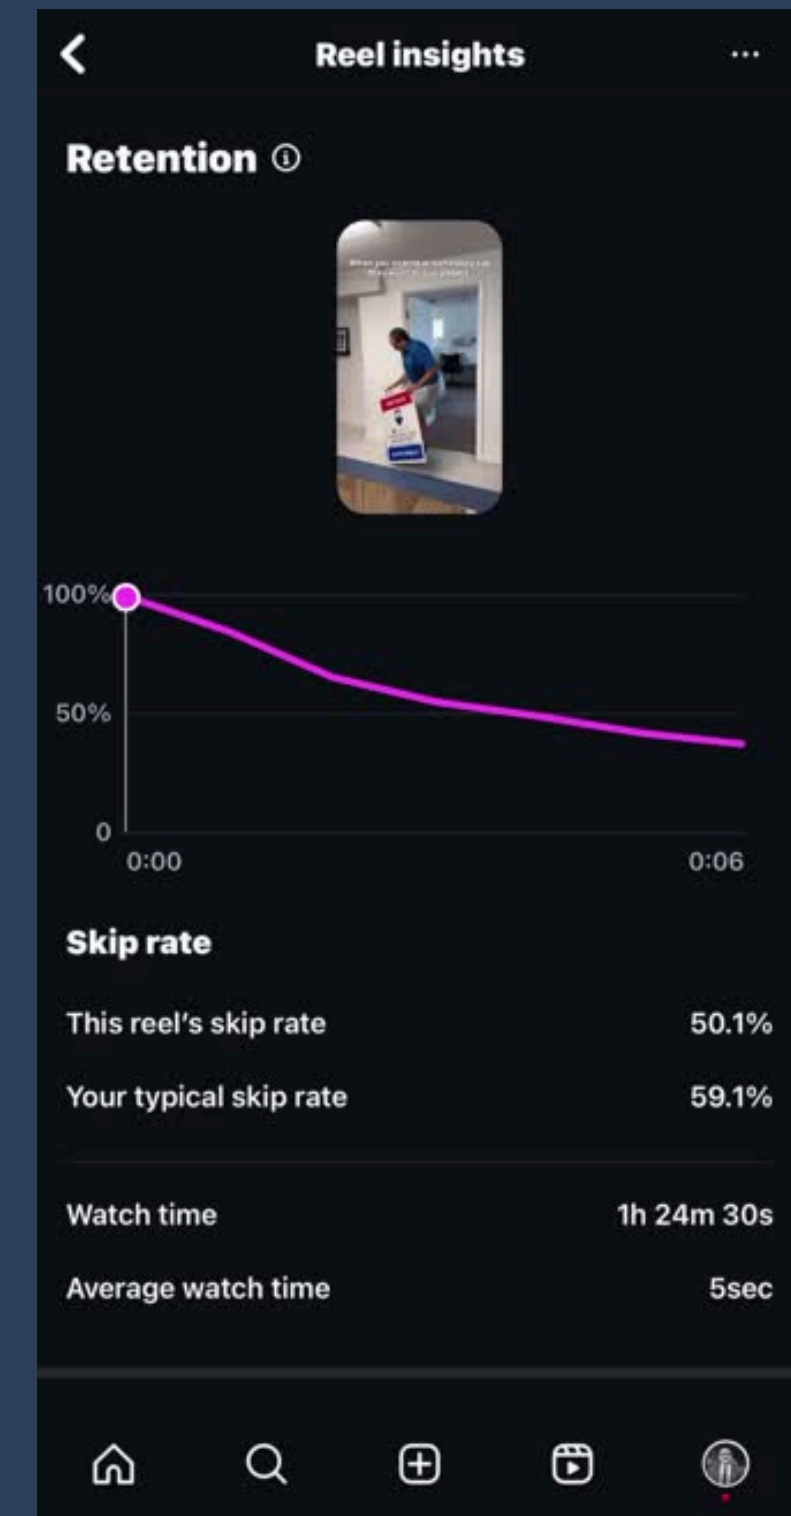 Reel insights
Retention
100%
50%
0
0:00
0:06
Skip rate
This reel's skip rate
50.1%
Your typical skip rate
59.1%
Watch time
1h 24m 30s
Average watch time
5sec